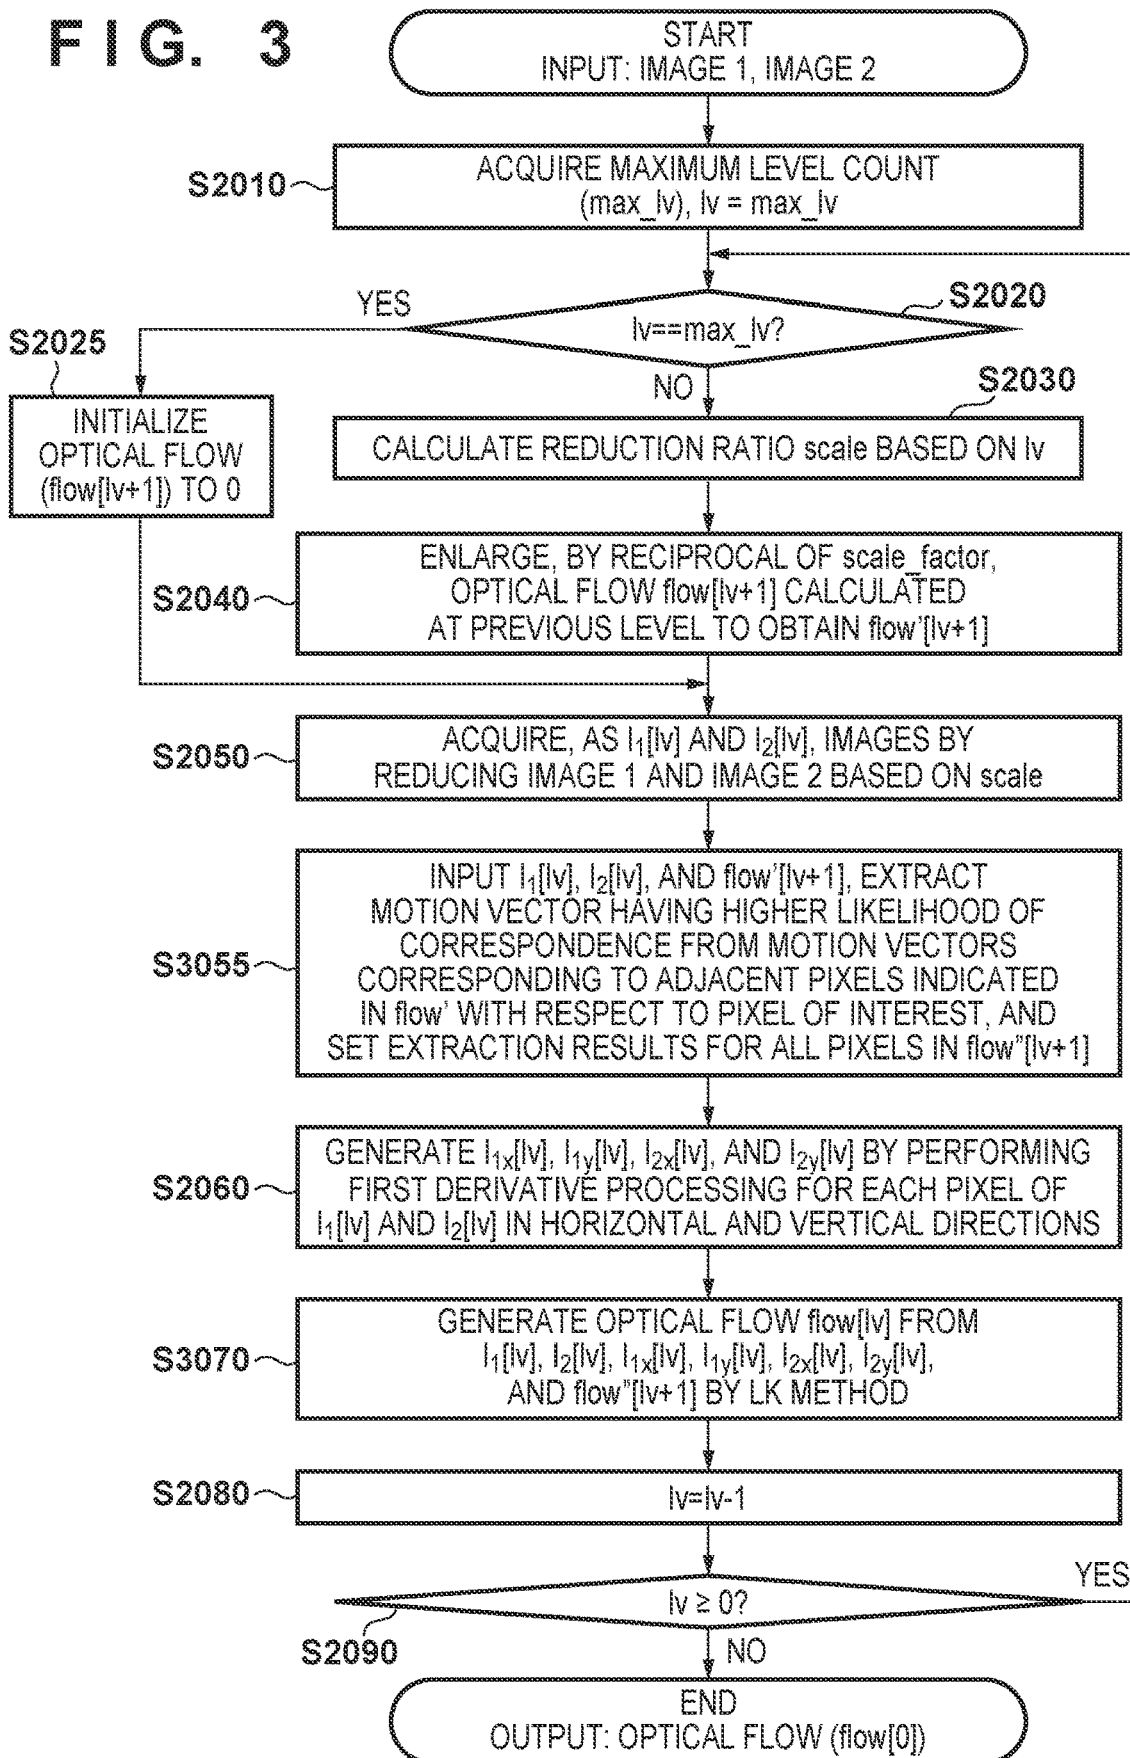 FIG. 3
START
INPUT: IMAGE 1, IMAGE 2
S2010
ACQUIRE MAXIMUM LEVEL COUNT
(max_lv), lv = max_lv
S2020
lv==max_lv?
YES
NO
S2025
INITIALIZE
OPTICAL FLOW
(flow[lv+1]) TO 0
S2030
CALCULATE REDUCTION RATIO scale BASED ON lv
S2040
ENLARGE, BY RECIPROCAL OF scale_factor,
OPTICAL FLOW flow[lv+1] CALCULATED
AT PREVIOUS LEVEL TO OBTAIN flow'[lv+1]
S2050
ACQUIRE, AS I₁[lv] AND I₂[lv], IMAGES BY
REDUCING IMAGE 1 AND IMAGE 2 BASED ON scale
S3055
INPUT I₁[lv], I₂[lv], AND flow'[lv+1], EXTRACT
MOTION VECTOR HAVING HIGHER LIKELIHOOD OF
CORRESPONDENCE FROM MOTION VECTORS
CORRESPONDING TO ADJACENT PIXELS INDICATED
IN flow' WITH RESPECT TO PIXEL OF INTEREST, AND
SET EXTRACTION RESULTS FOR ALL PIXELS IN flow"[lv+1]
S2060
GENERATE I₁ₓ[lv], I₁y[lv], I₂ₓ[lv], AND I₂y[lv] BY PERFORMING
FIRST DERIVATIVE PROCESSING FOR EACH PIXEL OF
I₁[lv] AND I₂[lv] IN HORIZONTAL AND VERTICAL DIRECTIONS
S3070
GENERATE OPTICAL FLOW flow[lv] FROM
I₁[lv], I₂[lv], I₁ₓ[lv], I₁y[lv], I₂ₓ[lv], I₂y[lv],
AND flow"[lv+1] BY LK METHOD
S2080
lv=lv-1
S2090
lv ≥ 0?
YES
NO
END
OUTPUT: OPTICAL FLOW (flow[0])